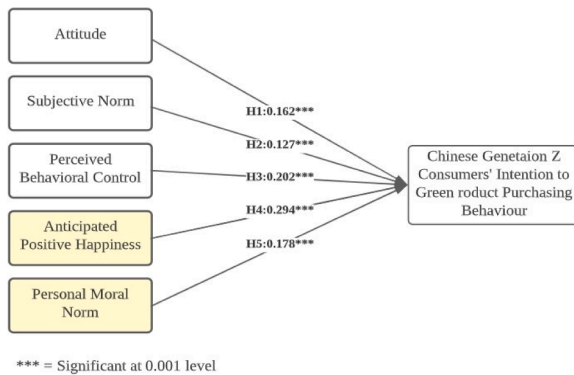 Attitude
Subjective Norm
Perceived
Behavioral Control
Anticipated
Positive Happiness
Personal Moral
Norm
H1:0.162***
H2:0.127***
H3:0.202***
H4:0.294***
H5:0.178***
Chinese Genetaion Z
Consumers' Intention to
Green roduct Purchasing
Behaviour
*** = Significant at 0.001 level